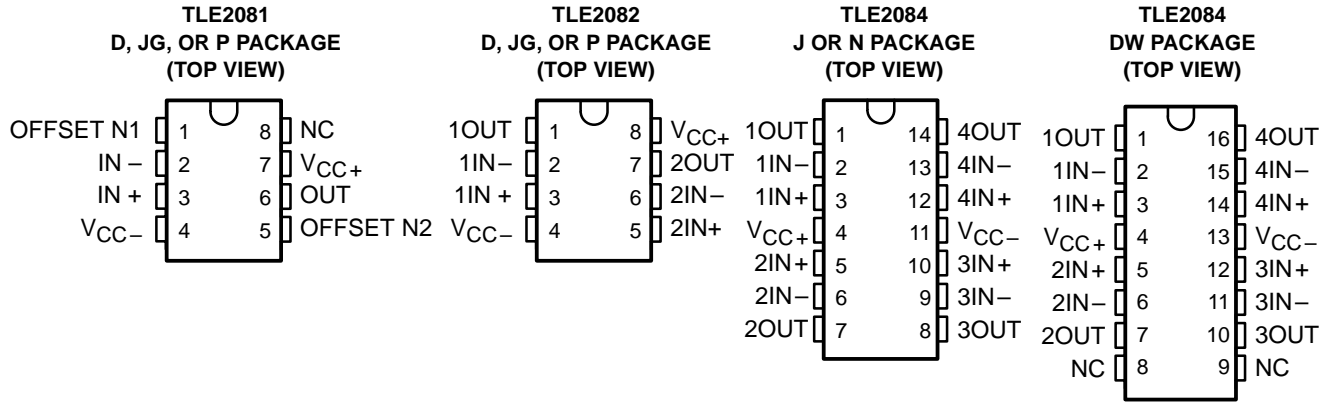 TLE2081
D, JG, OR P PACKAGE
(TOP VIEW)
OFFSET N1 1 8 NC
IN − 2 7 VCC+
IN + 3 6 OUT
VCC− 4 5 OFFSET N2
TLE2082
D, JG, OR P PACKAGE
(TOP VIEW)
1OUT 1 8 VCC+
1IN− 2 7 2OUT
1IN + 3 6 2IN−
VCC− 4 5 2IN+
TLE2084
J OR N PACKAGE
(TOP VIEW)
1OUT 1 14 4OUT
1IN− 2 13 4IN−
1IN+ 3 12 4IN+
VCC+ 4 11 VCC−
2IN+ 5 10 3IN+
2IN− 6 9 3IN−
2OUT 7 8 3OUT
TLE2084
DW PACKAGE
(TOP VIEW)
1OUT 1 16 4OUT
1IN− 2 15 4IN−
1IN+ 3 14 4IN+
VCC+ 4 13 VCC−
2IN+ 5 12 3IN+
2IN− 6 11 3IN−
2OUT 7 10 3OUT
NC 8 9 NC